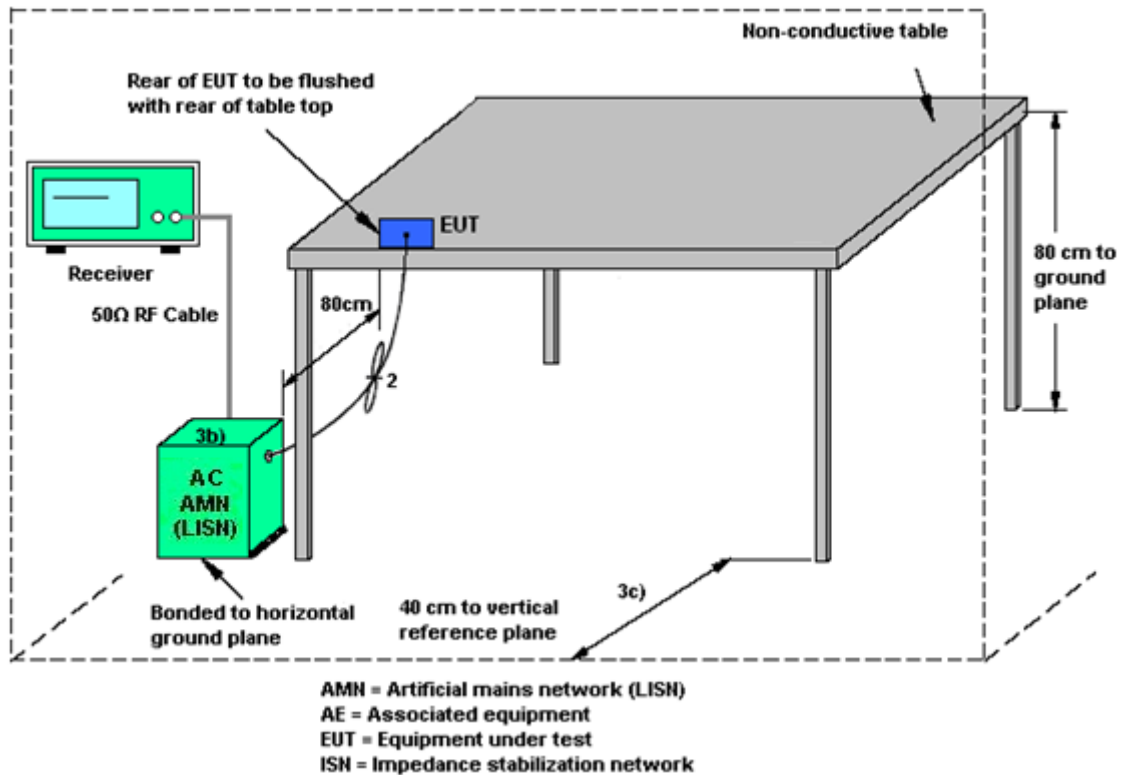 Non-conductive table
Rear of EUT to be flushed
with rear of table top
EUT
Receiver
80 cm to
ground
plane
80cm
50Ω RF Cable
2
3b)
AC
AMN
(LISN)
3c)
Bonded to horizontal
ground plane
40 cm to vertical
reference plane
AMN = Artificial mains network (LISN)
AE = Associated equipment
EUT = Equipment under test
ISN = Impedance stabilization network